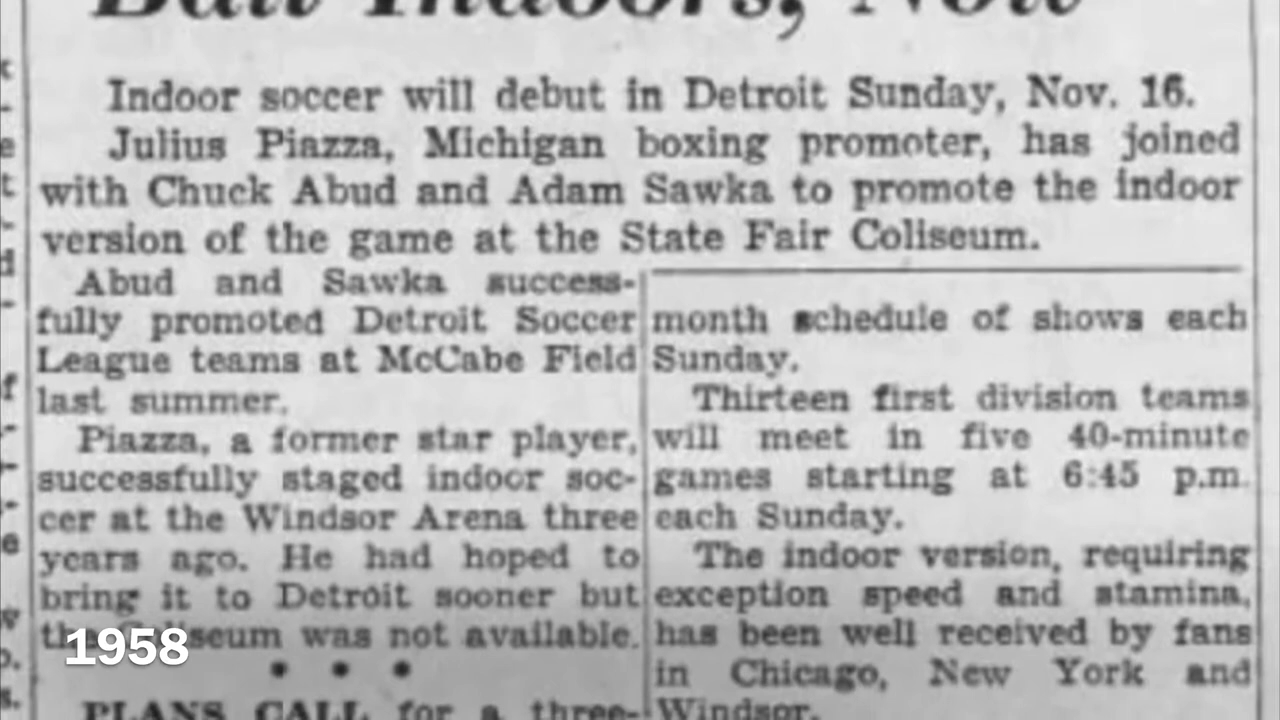 Ball Indoors, Now
Indoor soccer will debut in Detroit Sunday, Nov. 16.
Julius Piazza, Michigan boxing promoter, has joined
with Chuck Abud and Adam Sawka to promote the indoor
version of the game at the State Fair Coliseum.
Abud and Sawka success-
fully promoted Detroit Soccer
League teams at McCabe Field
last summer.
Piazza, a former star player,
successfully staged indoor soc-
cer at the Windsor Arena three
years ago. He had hoped to
bring it to Detroit sooner but
the Coliseum was not available.
• • •
PLANS CALL for a three-
month schedule of shows each
Sunday.
Thirteen first division teams
will meet in five 40-minute
games starting at 6:45 p.m.
each Sunday.
The indoor version, requiring
exception speed and stamina,
has been well received by fans
in Chicago, New York and
Windsor.
1958